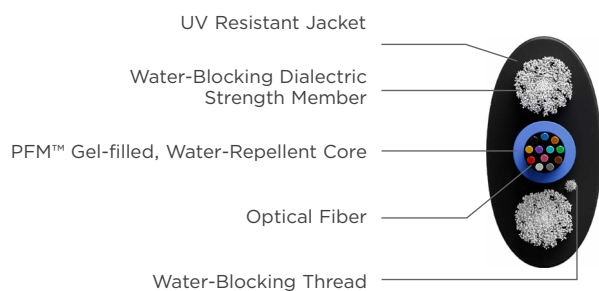 UV Resistant Jacket
Water-Blocking Dialectric
Strength Member
PFM™ Gel-filled, Water-Repellent Core
Optical Fiber
Water-Blocking Thread